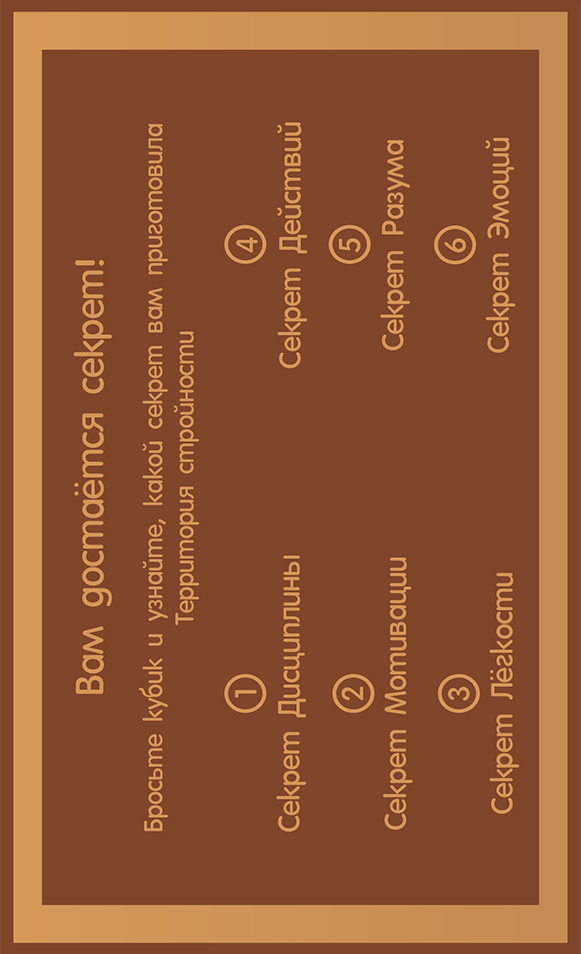 Вам достаётся секрет!
Бросьте кубик и узнайте, какой секрет вам приготовила
Территория стройности
1
Секрет Дисциплины
2
Секрет Мотивации
3
Секрет Лёгкости
4
Секрет Действий
5
Секрет Разума
6
Секрет Эмоций